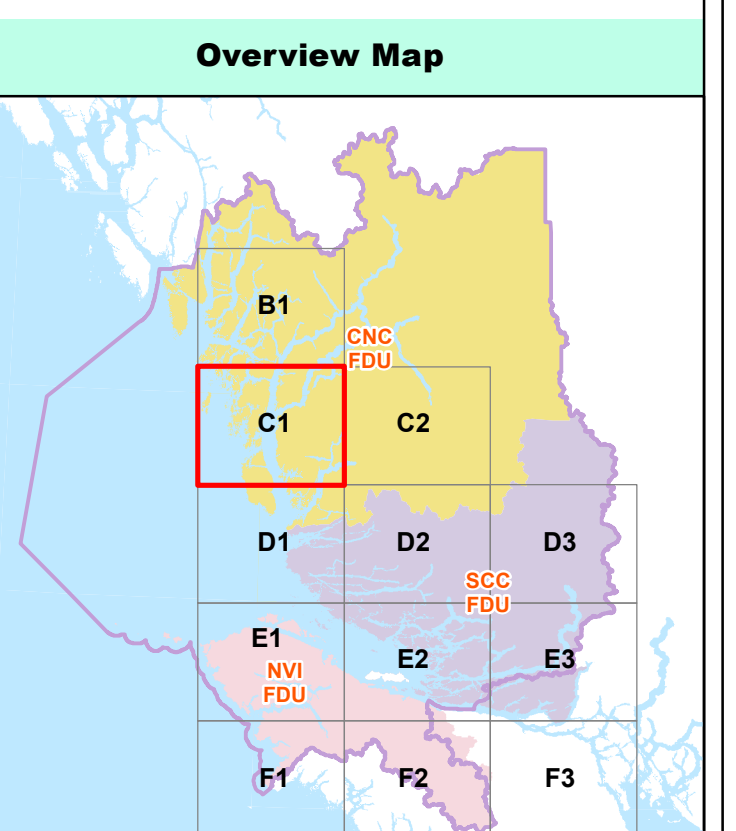 Overview Map
B1
CNC
FDU
C1
C2
D1
D2
D3
SCC
FDU
E1
E2
E3
NVI
FDU
F1
F2
F3